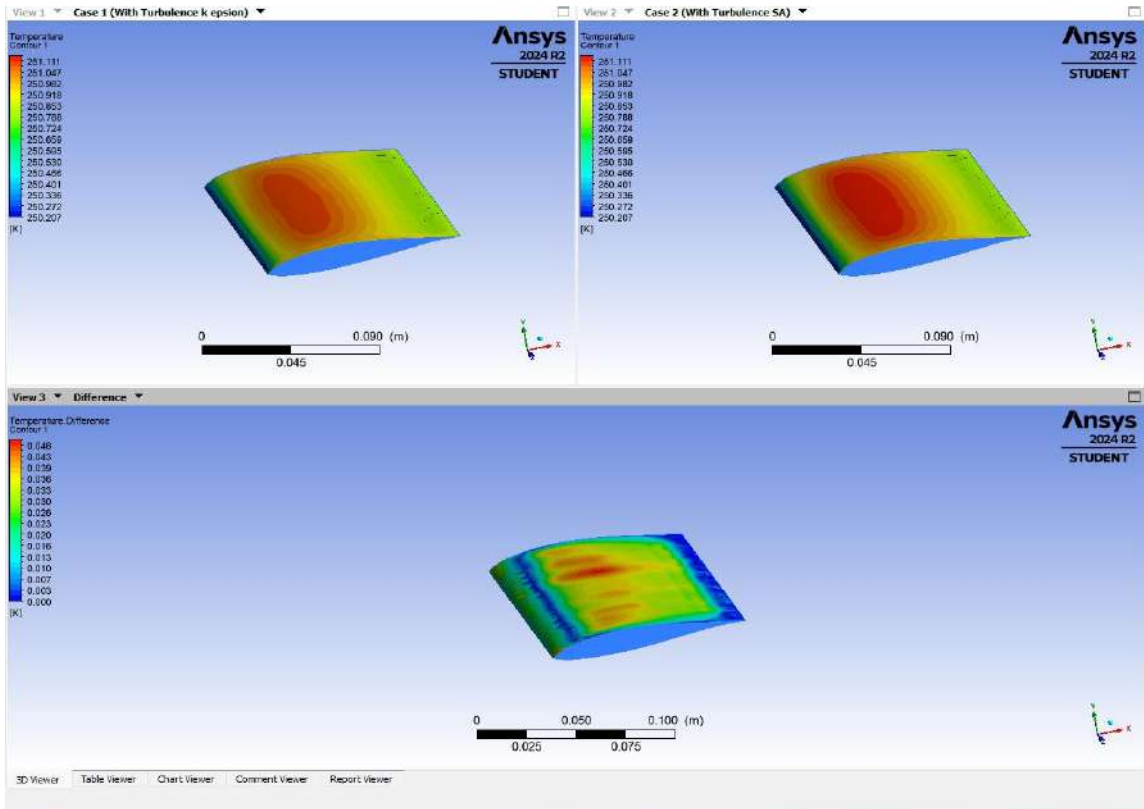 View 1 Case 1 (With Turbulence k epsion)
Temperature
Contour 1
251.111
251.047
250.982
250.918
250.853
250.788
250.724
250.659
250.595
250.530
250.466
250.401
250.336
250.272
250.207
[K]
Ansys
2024 R2
STUDENT
0 0.090 (m)
0.045
Y
X
Z
View 2 Case 2 (With Turbulence SA)
Temperature
Contour 1
251.111
251.047
250.982
250.918
250.853
250.788
250.724
250.659
250.595
250.530
250.466
250.401
250.336
250.272
250.207
[K]
Ansys
2024 R2
STUDENT
0 0.090 (m)
0.045
Y
X
Z
View 3 Difference
Temperature.Difference
Contour 1
0.046
0.043
0.039
0.036
0.033
0.030
0.026
0.023
0.020
0.016
0.013
0.010
0.007
0.003
0.000
[K]
Ansys
2024 R2
STUDENT
0 0.050 0.100 (m)
0.025 0.075
Y
X
Z
3D Viewer Table Viewer Chart Viewer Comment Viewer Report Viewer